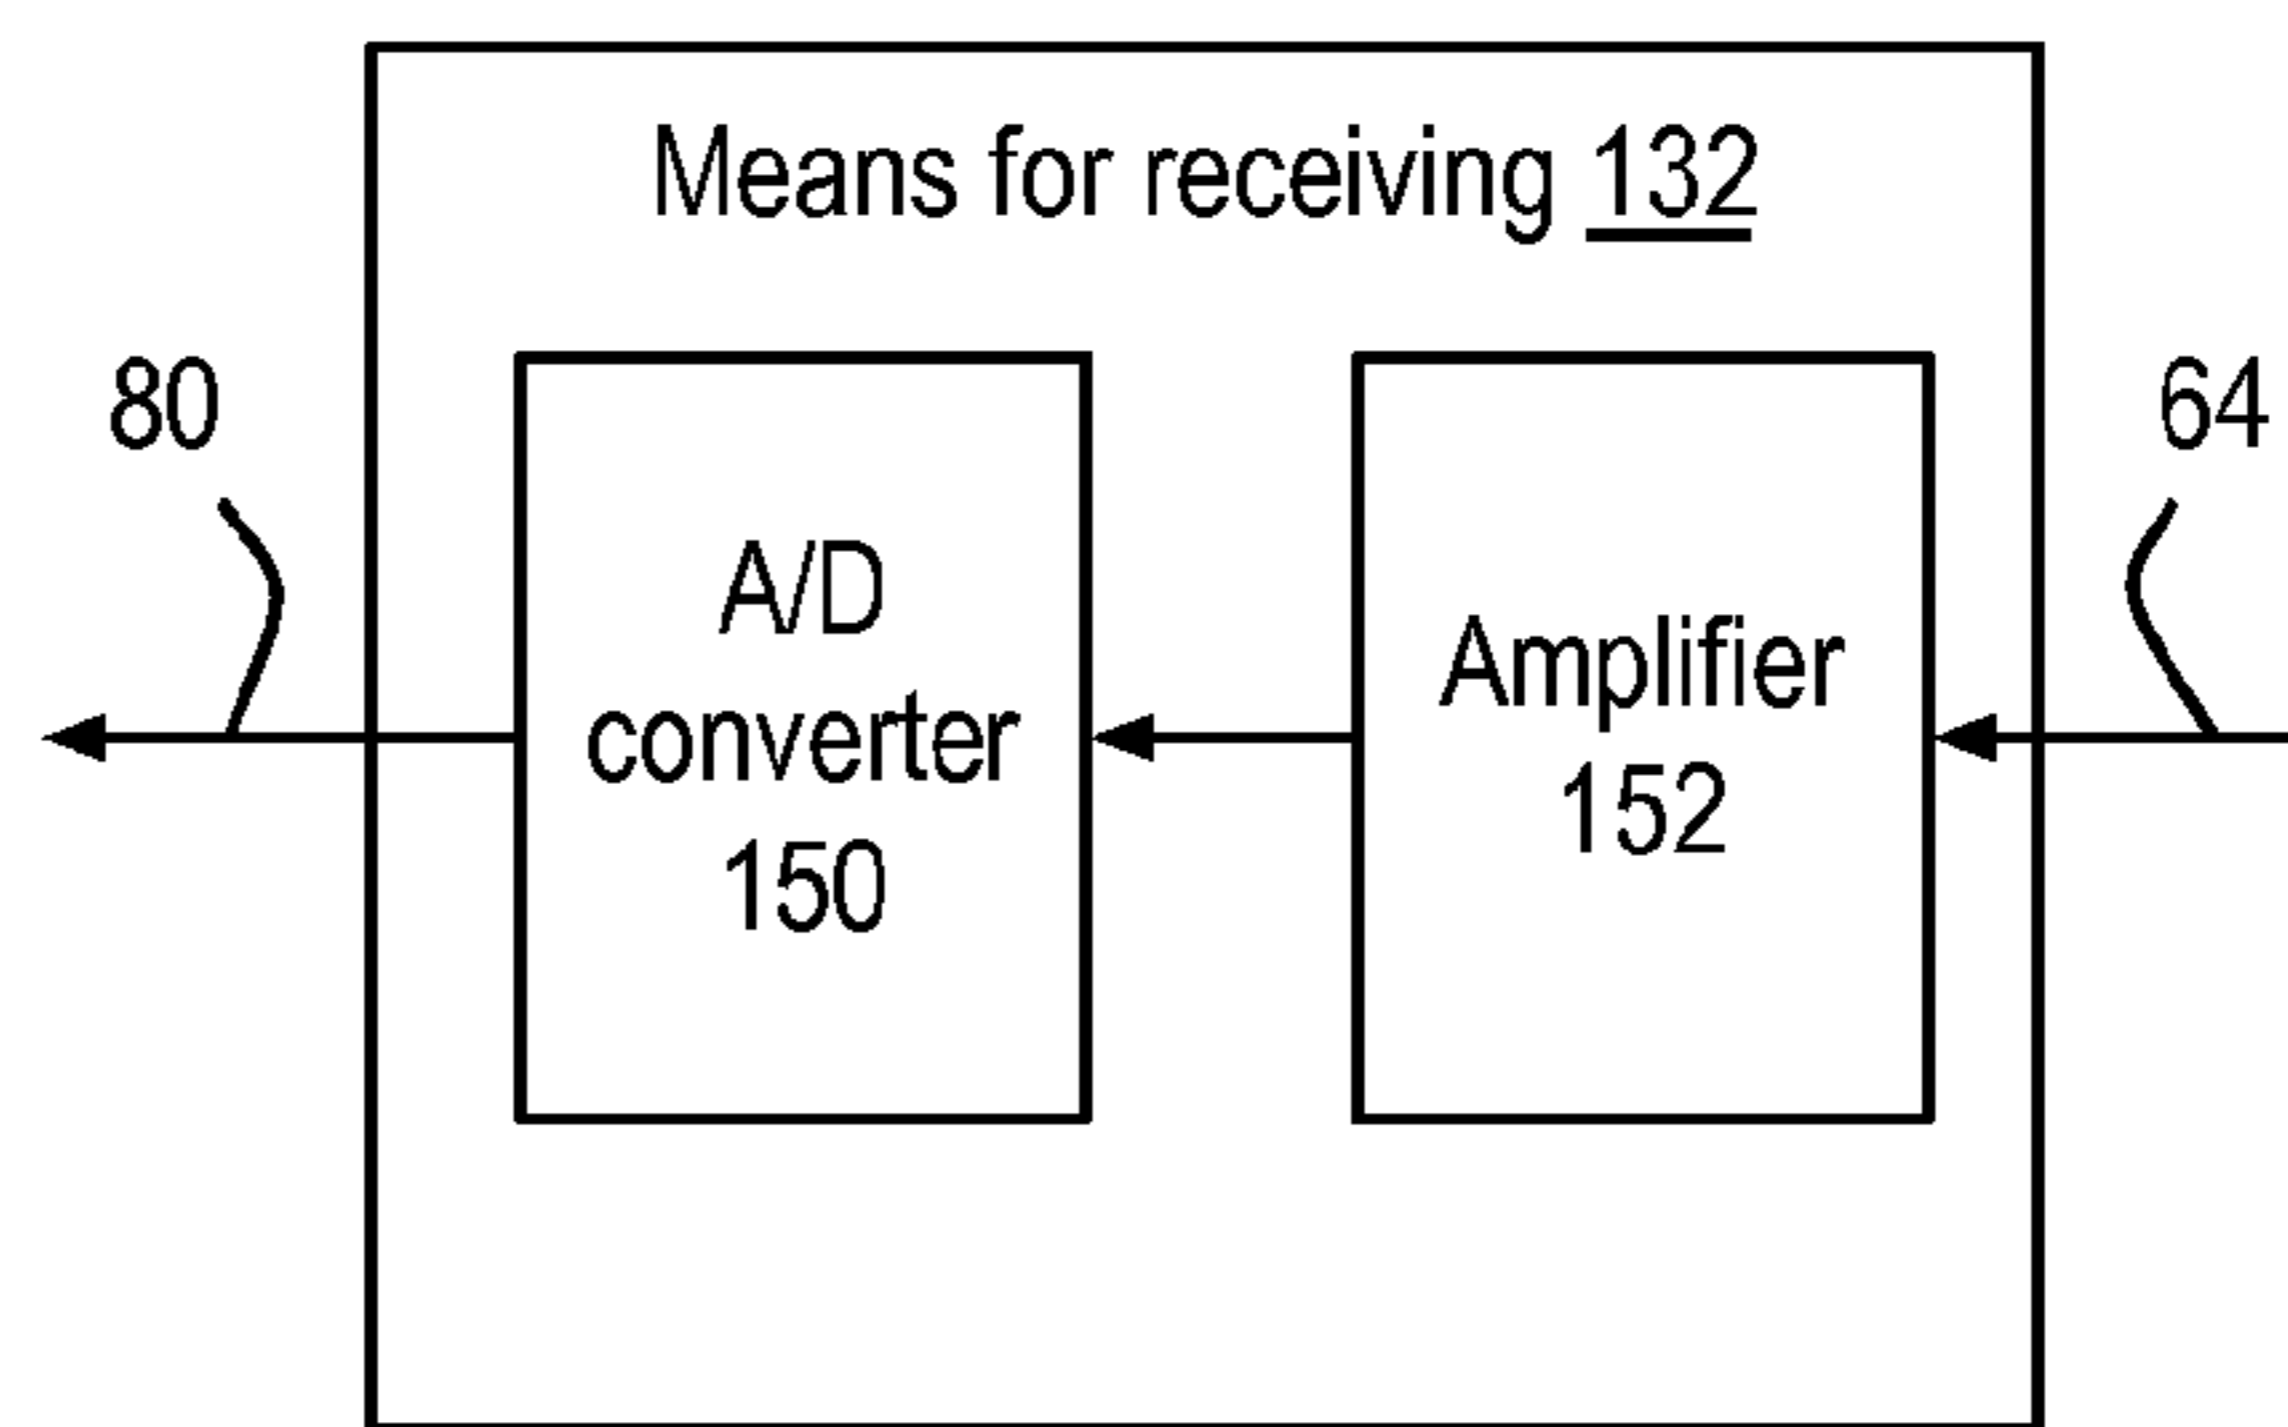 Means for receiving 132
80
64
A/D
converter
150
Amplifier
152